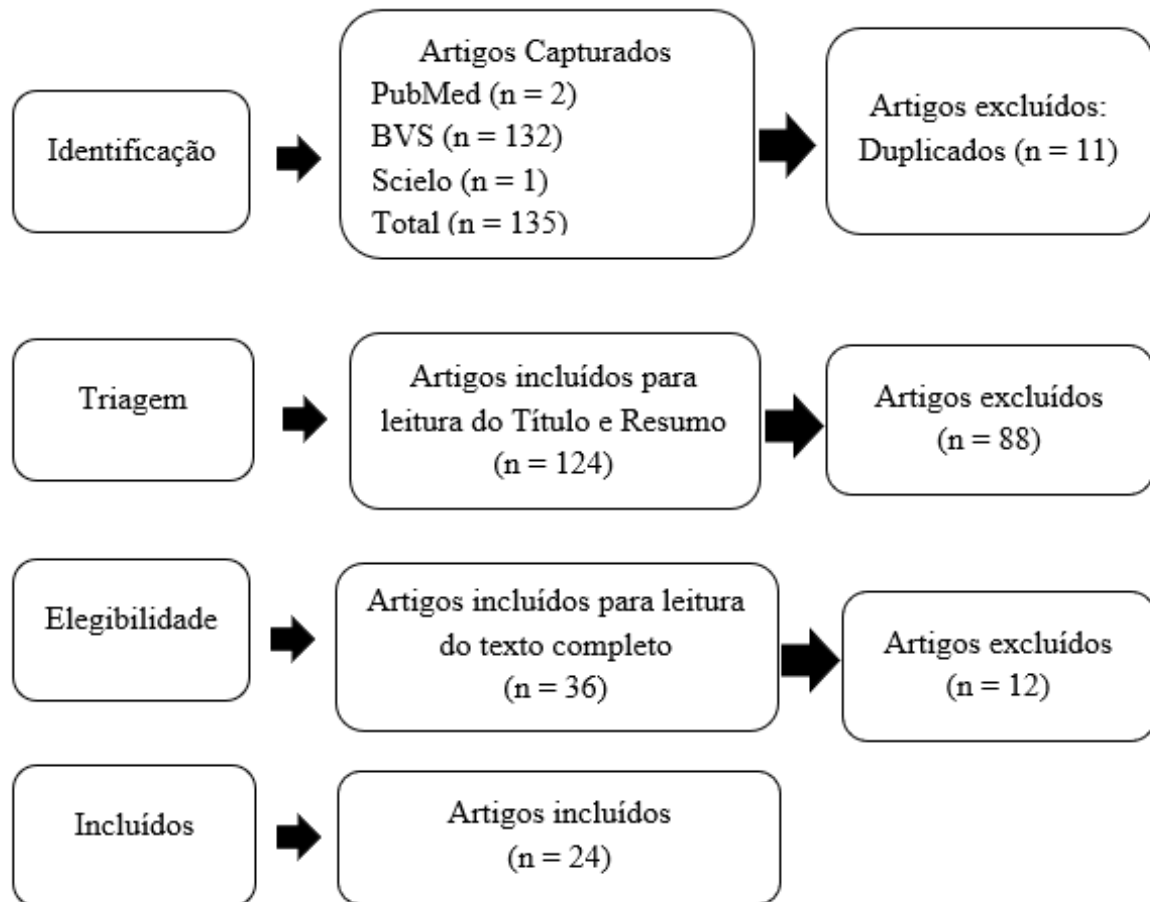 Identificação
Artigos Capturados
PubMed (n = 2)
BVS (n = 132)
Scielo (n = 1)
Total (n = 135)
Artigos excluídos:
Duplicados (n = 11)
Triagem
Artigos incluídos para
leitura do Título e Resumo
(n = 124)
Artigos excluídos
(n = 88)
Elegibilidade
Artigos incluídos para leitura
do texto completo
(n = 36)
Artigos excluídos
(n = 12)
Incluídos
Artigos incluídos
(n = 24)